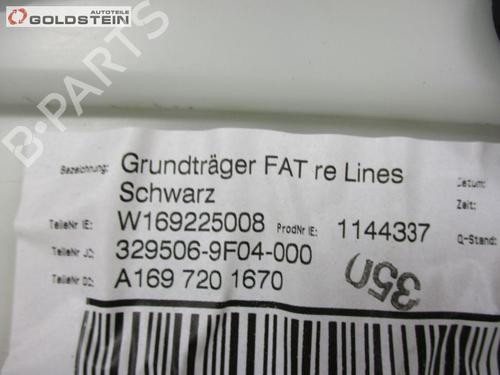 AUTOTEILE
GOLDSTEIN
B-PARTS
Bezeichnung: Grundträger FAT re Lines
Schwarz
Datum:
Zeit:
TeileNr IE: W169225008 ProdNr IE: 1144337 Q-Stand:
TeileNr JC: 329506-9F04-000
TeileNr DC: A169 720 1670
350